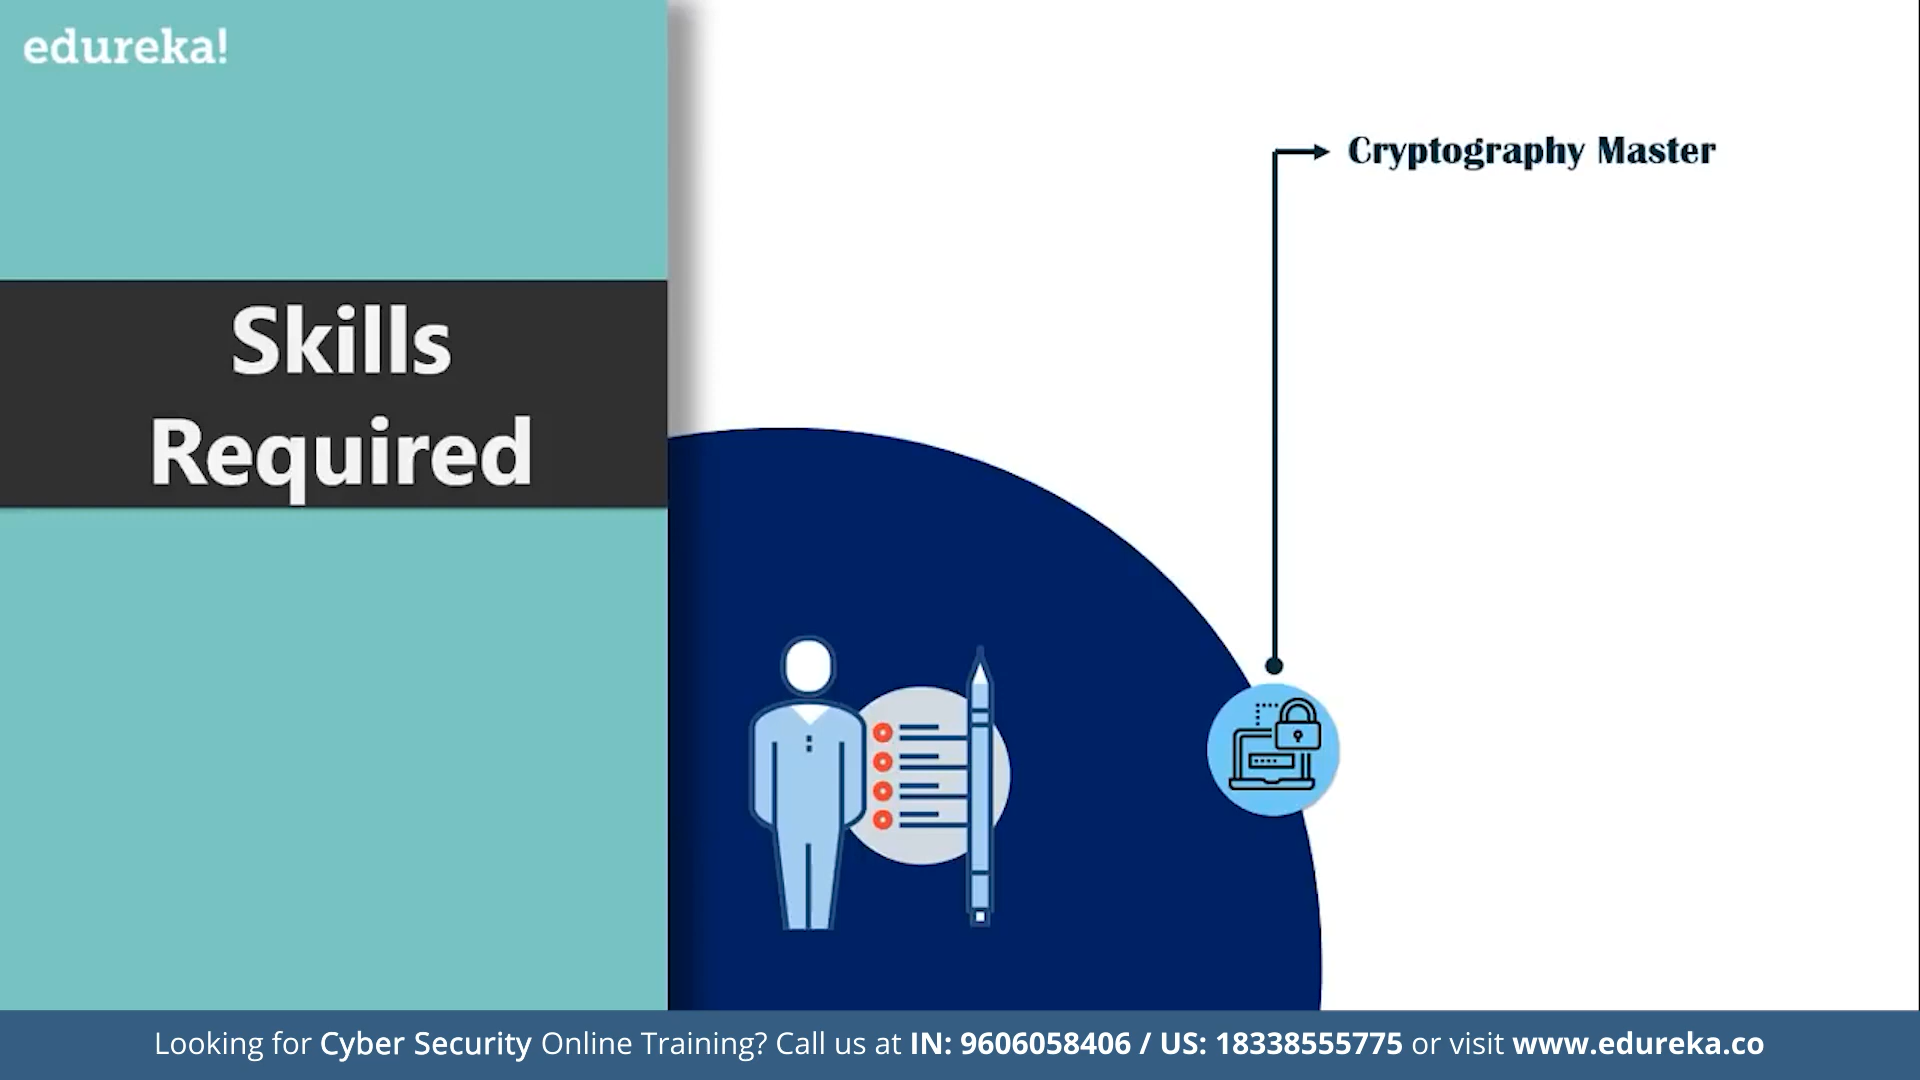 edureka!
Skills
Required
Cryptography Master
Looking for Cyber Security Online Training? Call us at IN: 9606058406 / US: 18338555775 or visit www.edureka.co